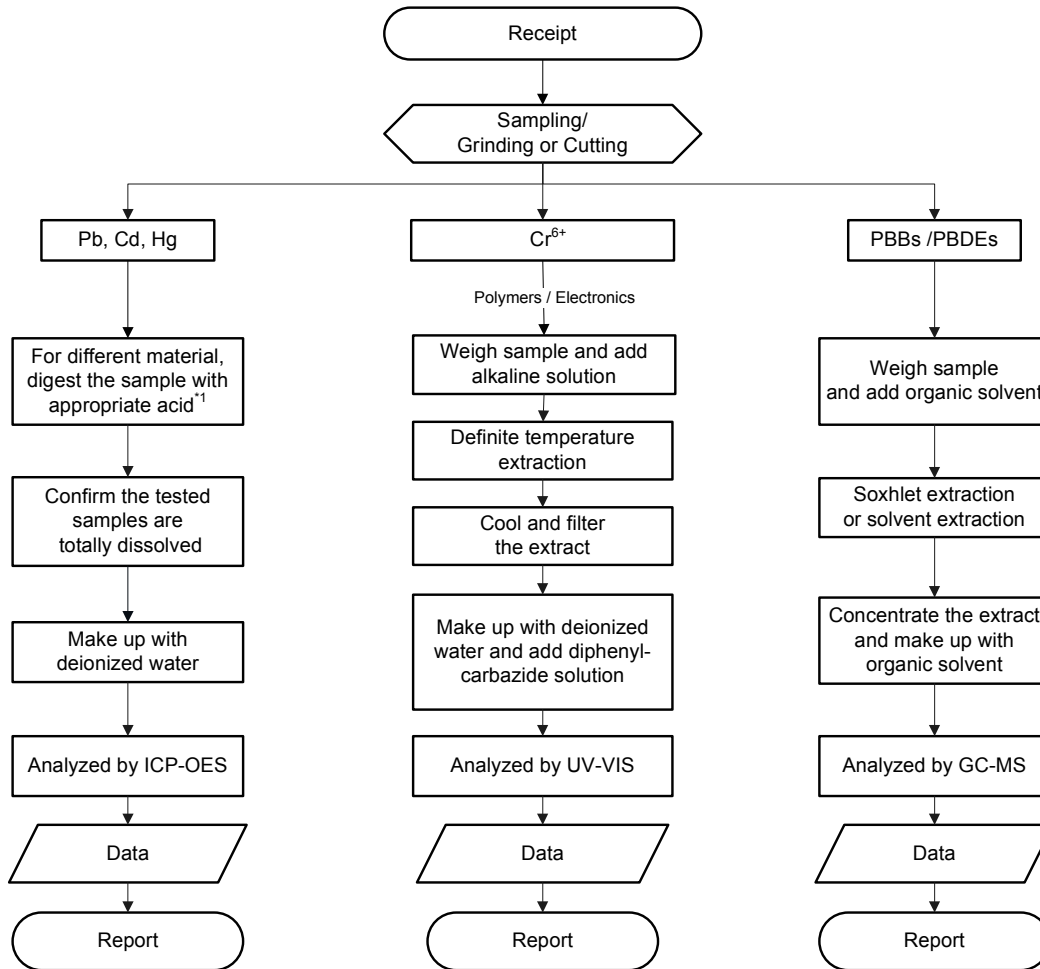 Receipt
Sampling/
Grinding or Cutting
Pb, Cd, Hg
For different material,
digest the sample with
appropriate acid*1
Confirm the tested
samples are
totally dissolved
Make up with
deionized water
Analyzed by ICP-OES
Data
Report
Cr6+
Polymers / Electronics
Weigh sample and add
alkaline solution
Definite temperature
extraction
Cool and filter
the extract
Make up with deionized
water and add diphenyl-
carbazide solution
Analyzed by UV-VIS
Data
Report
PBBs /PBDEs
Weigh sample
and add organic solvent
Soxhlet extraction
or solvent extraction
Concentrate the extract
and make up with
organic solvent
Analyzed by GC-MS
Data
Report